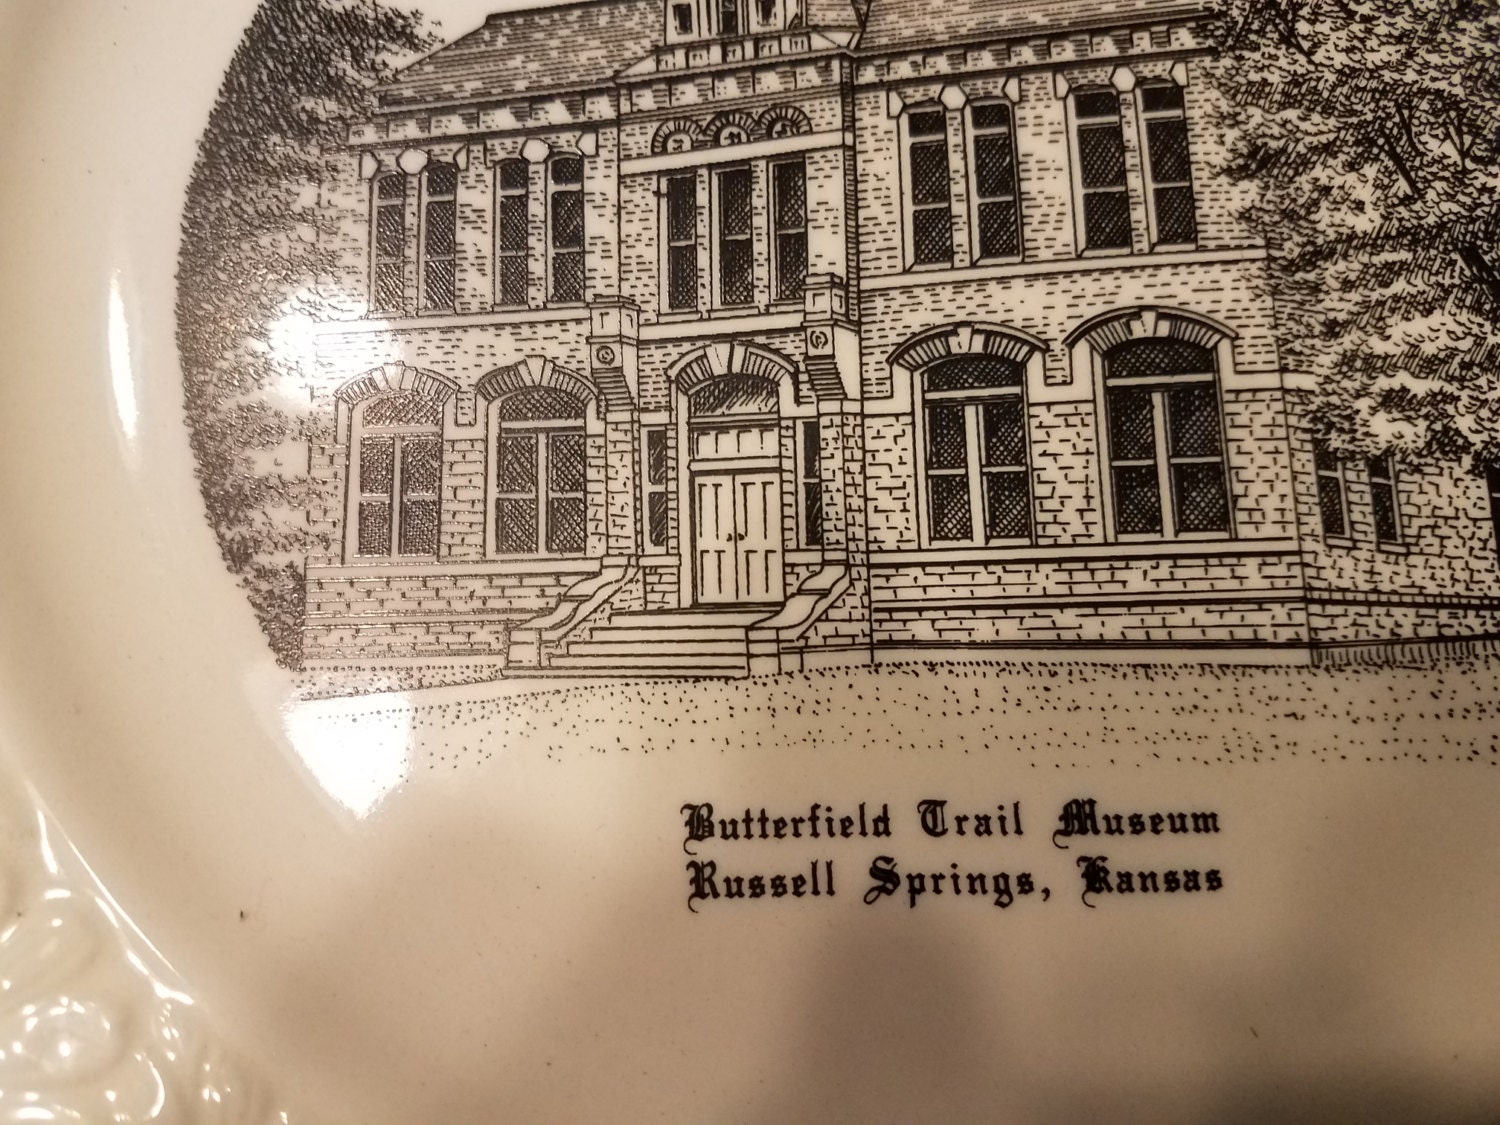 Butterfield Trail Museum
Russell Springs, Kansas